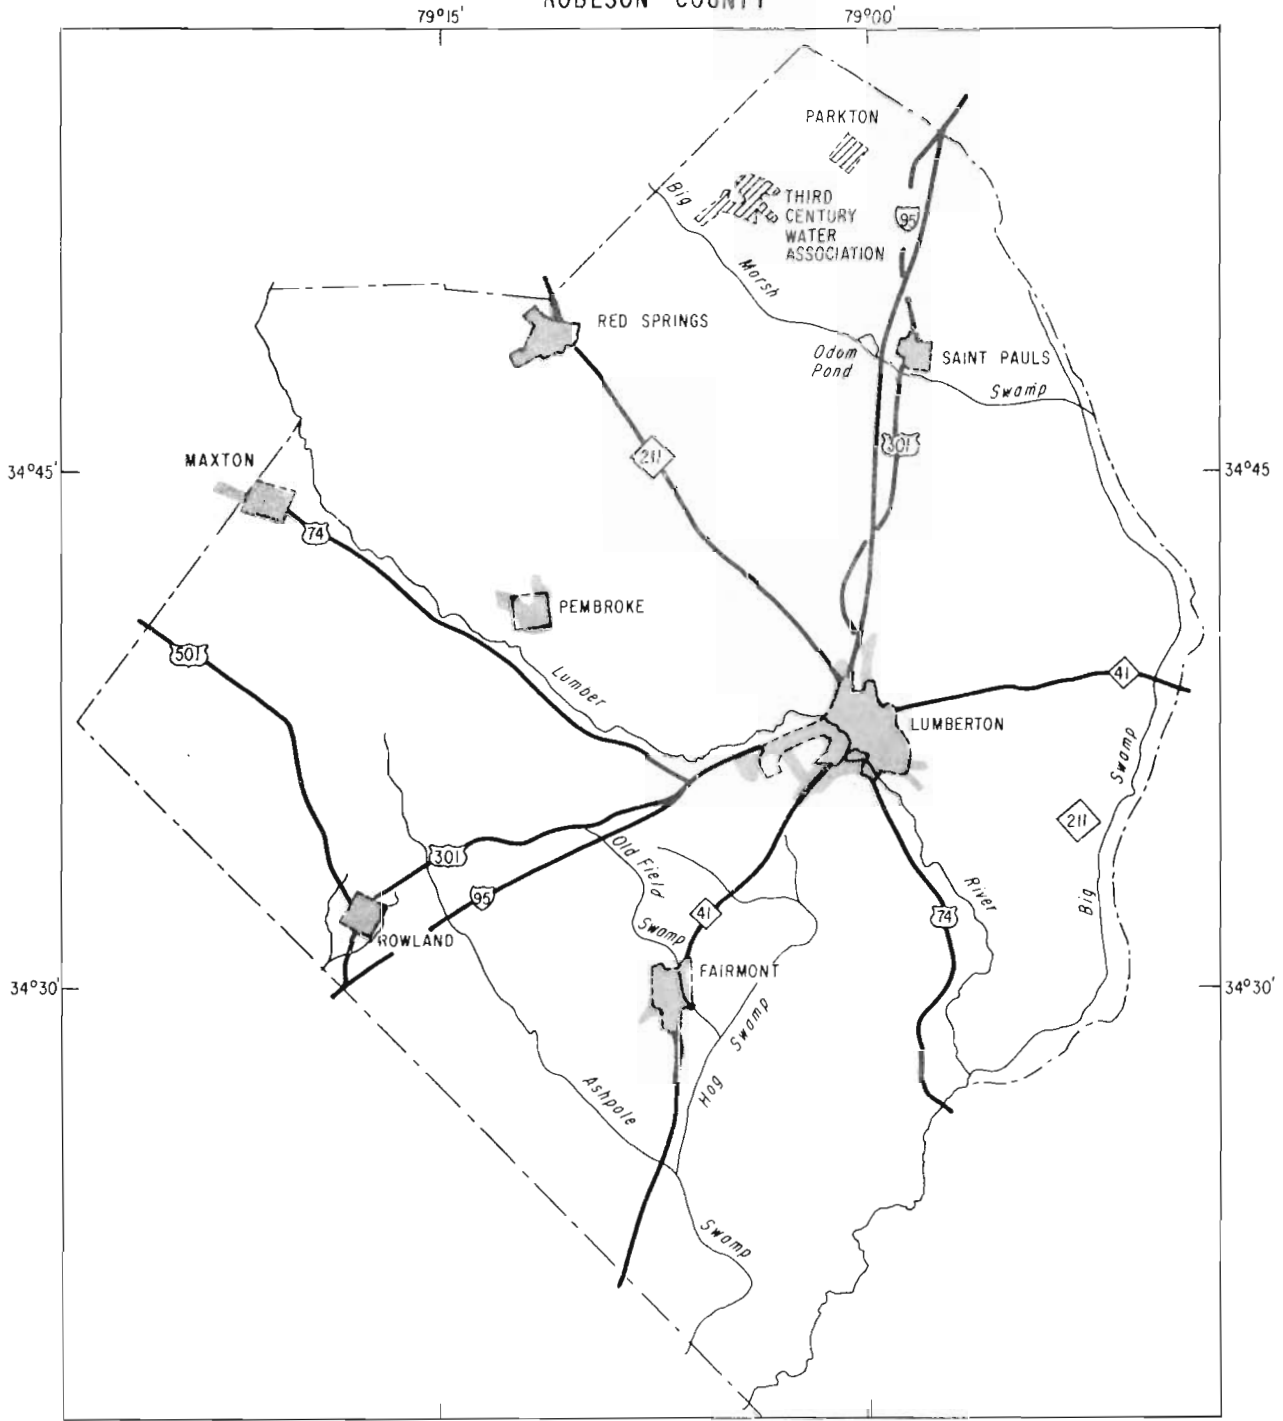 ROBESON COUNTY
79°15'
79°00'
PARKTON
Big
THIRD
CENTURY
WATER
ASSOCIATION
95
Marsh
RED SPRINGS
Odom
Pond
SAINT PAULS
Swamp
301
211
MAXTON
34°45'
34°45
74
PEMBROKE
501
Lumber
41
LUMBERTON
Swamp
211
Old Field
301
95
River
Big
41
74
Swamp
ROWLAND
FAIRMONT
34°30'
34°30'
Swamp
Hog
Ashpole
Swamp